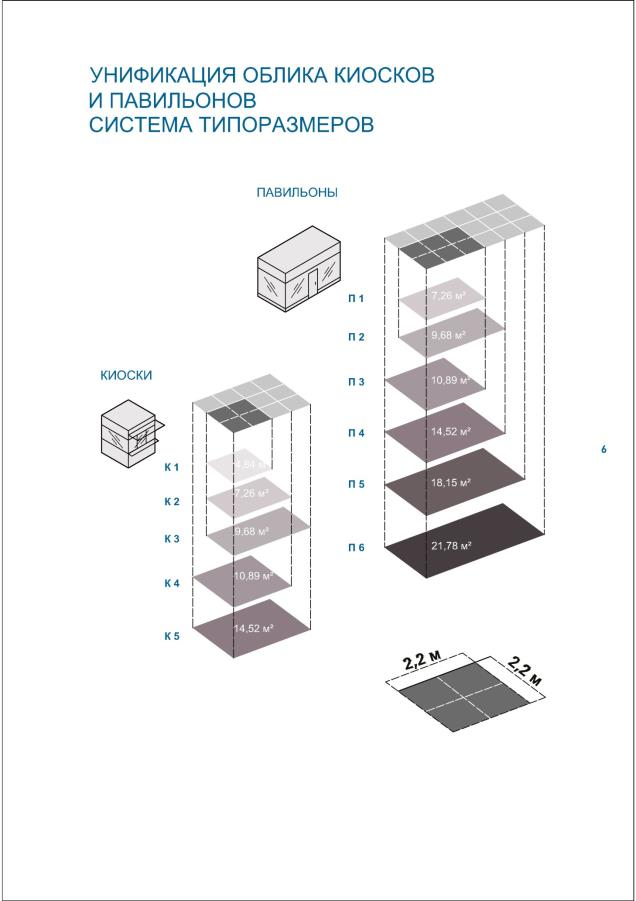 УНИФИКАЦИЯ ОБЛИКА КИОСКОВ
И ПАВИЛЬОНОВ
СИСТЕМА ТИПОРАЗМЕРОВ
ПАВИЛЬОНЫ
П 1
7,26 м²
П 2
9,68 м²
П 3
10,89 м²
П 4
14,52 м²
П 5
18,15 м²
П 6
21,78 м²
КИОСКИ
К 1
4,84 м²
К 2
7,26 м²
К 3
9,68 м²
К 4
10,89 м²
К 5
14,52 м²
6
2,2 м
2,2 м